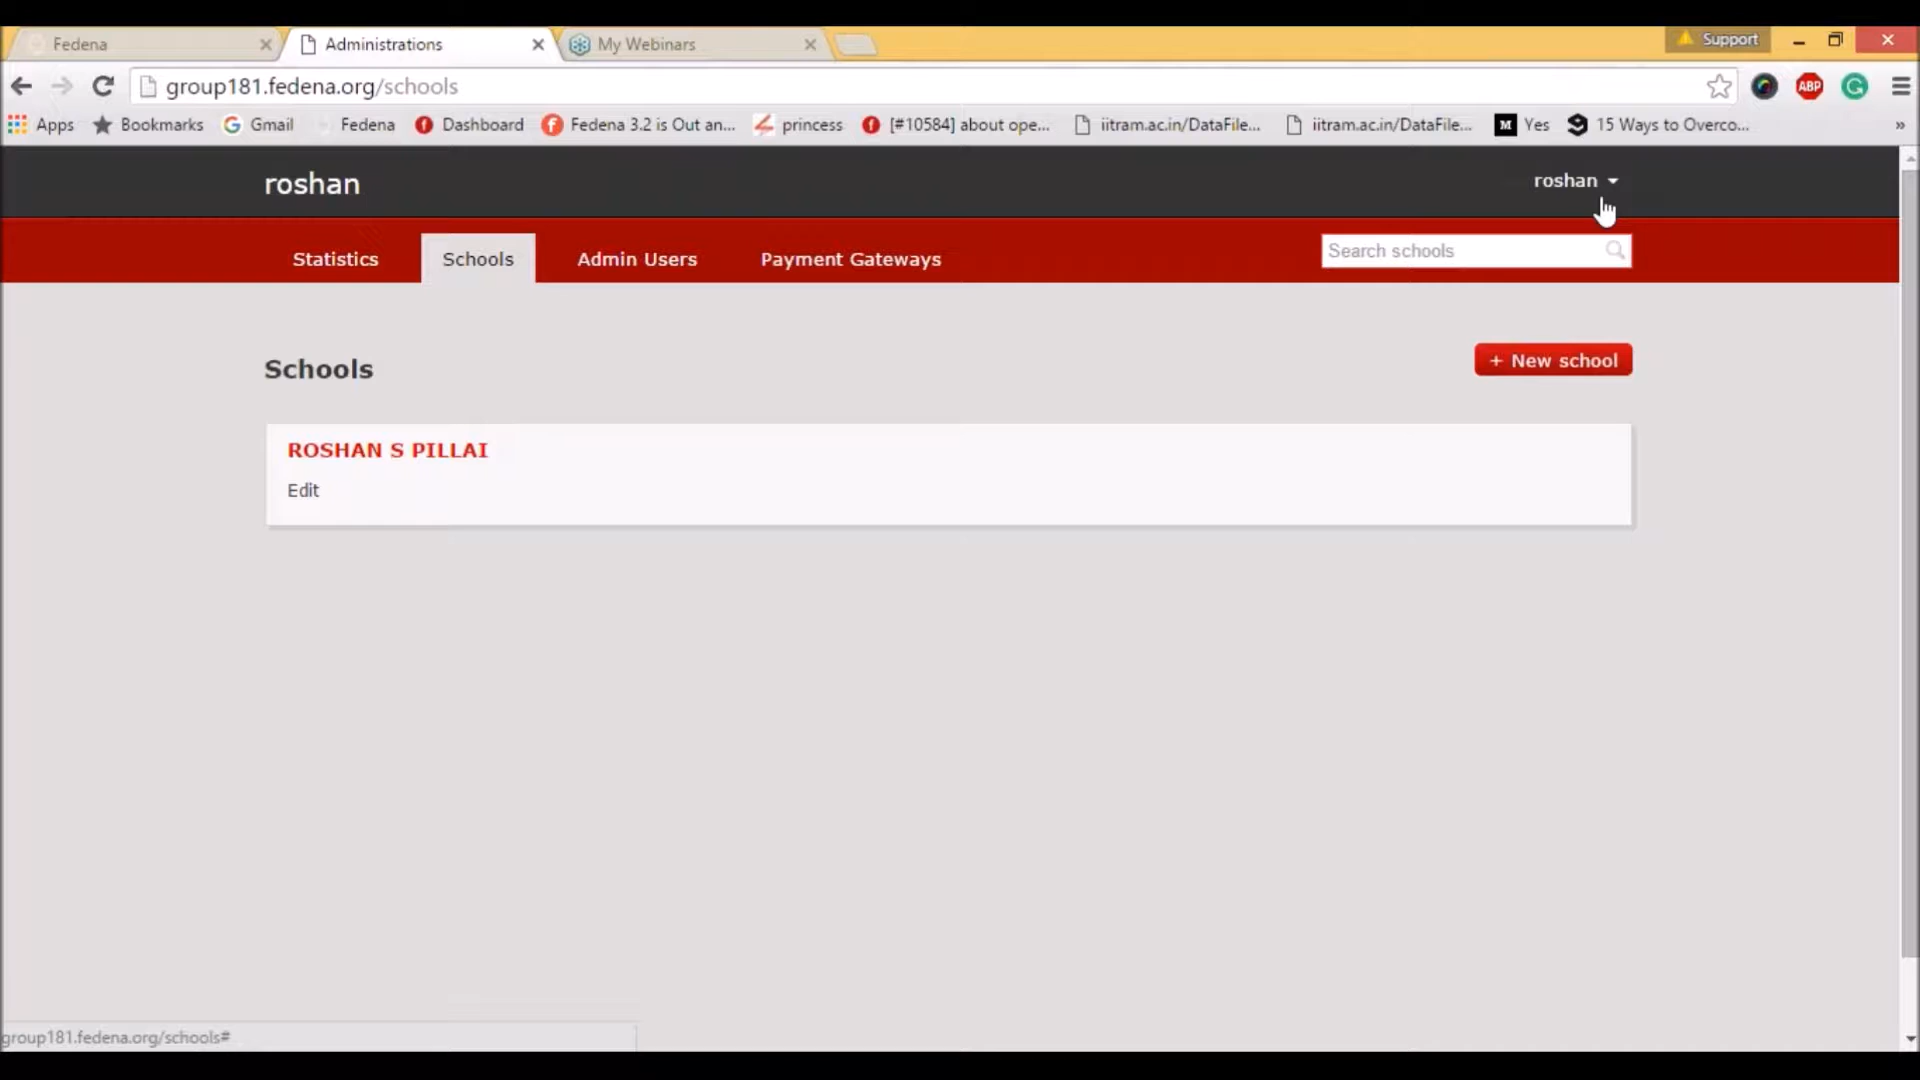 Fedena
Administrations
My Webinars
Support
group181.fedena.org/schools
ABP
Apps
Bookmarks
Gmail
Fedena
Dashboard
Fedena 3.2 is Out an...
princess
[#10584] about ope...
iitram.ac.in/DataFile...
iitram.ac.in/DataFile...
M Yes
15 Ways to Overco...
»
roshan
roshan
Statistics
Schools
Admin Users
Payment Gateways
Search schools
Schools
+ New school
ROSHAN S PILLAI
Edit
group181.fedena.org/schools#